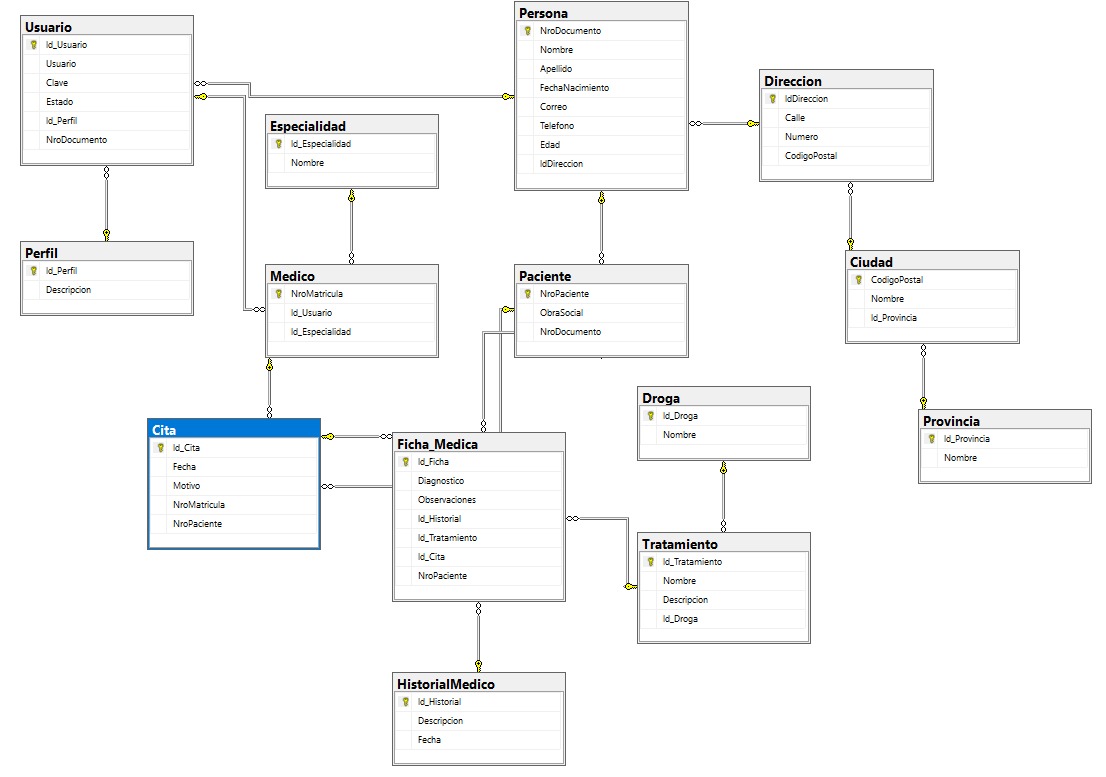 Usuario
Id_Usuario
Usuario
Clave
Estado
Id_Perfil
NroDocumento
Persona
NroDocumento
Nombre
Apellido
FechaNacimiento
Correo
Telefono
Edad
IdDireccion
Direccion
IdDireccion
Calle
Numero
CodigoPostal
Especialidad
Id_Especialidad
Nombre
Perfil
Id_Perfil
Descripcion
Medico
NroMatricula
Id_Usuario
Id_Especialidad
Paciente
NroPaciente
ObraSocial
NroDocumento
Ciudad
CodigoPostal
Nombre
Id_Provincia
Cita
Id_Cita
Fecha
Motivo
NroMatricula
NroPaciente
Ficha_Medica
Id_Ficha
Diagnostico
Observaciones
Id_Historial
Id_Tratamiento
Id_Cita
NroPaciente
Droga
Id_Droga
Nombre
Provincia
Id_Provincia
Nombre
Tratamiento
Id_Tratamiento
Nombre
Descripcion
Id_Droga
HistorialMedico
Id_Historial
Descripcion
Fecha